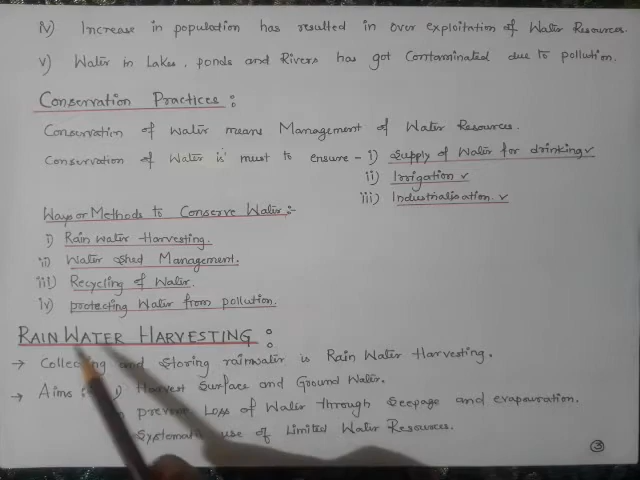 iv) Increase in population has resulted in over exploitation of Water Resources.
v) Water in Lakes, ponds and Rivers has got Contaminated due to pollution.
Conservation Practices :
Conservation of water means Management of Water Resources.
Conservation of Water is must to ensure - i) Supply of Water for drinking v
ii) Irrigation v
iii) Industrialisation v
Ways or Methods to Conserve Water :-
i) Rain water Harvesting.
ii) Water Shed Management.
iii) Recycling of Water.
iv) protecting Water from pollution.
RAIN WATER HARVESTING :
→ Collecting and Storing rainwater is Rain Water Harvesting.
→ Aims i) Harvest Surface and Ground Water.
prevent Loss of Water through Seepage and evapouration.
Systematic use of Limited Water Resources.
3